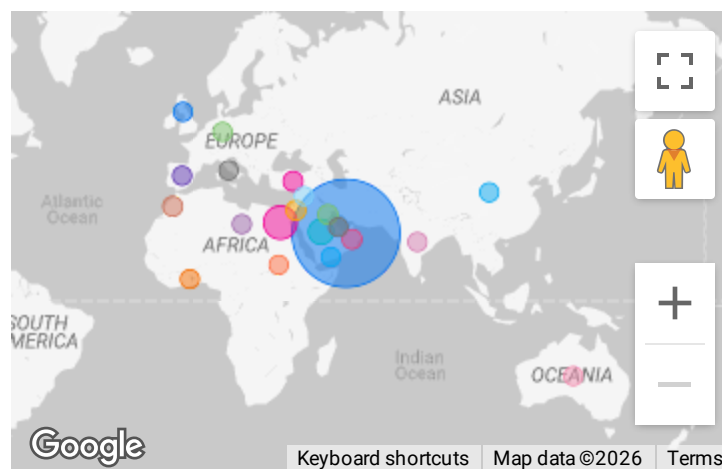 ASIA
EUROPE
Atlantic
Ocean
AFRICA
SOUTH
MERICA
Indian
Ocean
OCEANIA
+
−
Google
Keyboard shortcuts
Map data ©2026
Terms